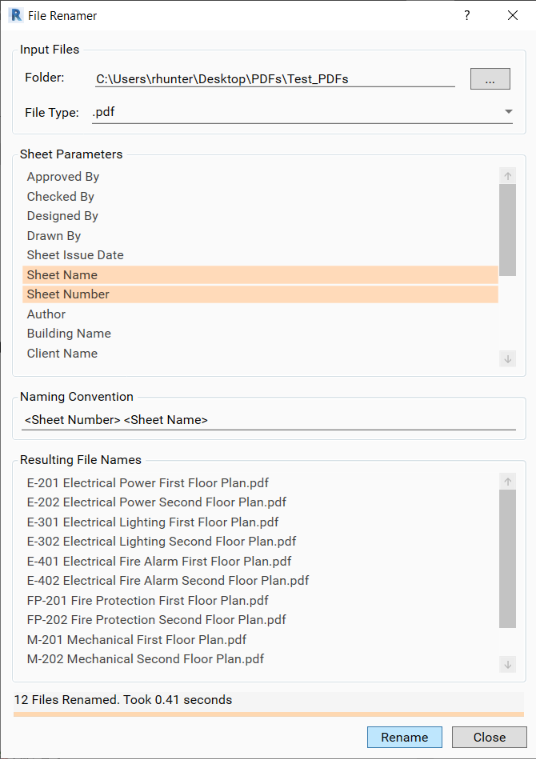 R File Renamer ?
Input Files
Folder: C:\Users\rhunter\Desktop\PDFs\Test_PDFs ...
File Type: .pdf
Sheet Parameters
Approved By
Checked By
Designed By
Drawn By
Sheet Issue Date
Sheet Name
Sheet Number
Author
Building Name
Client Name
Naming Convention
<Sheet Number> <Sheet Name>
Resulting File Names
E-201 Electrical Power First Floor Plan.pdf
E-202 Electrical Power Second Floor Plan.pdf
E-301 Electrical Lighting First Floor Plan.pdf
E-302 Electrical Lighting Second Floor Plan.pdf
E-401 Electrical Fire Alarm First Floor Plan.pdf
E-402 Electrical Fire Alarm Second Floor Plan.pdf
FP-201 Fire Protection First Floor Plan.pdf
FP-202 Fire Protection Second Floor Plan.pdf
M-201 Mechanical First Floor Plan.pdf
M-202 Mechanical Second Floor Plan.pdf
12 Files Renamed. Took 0.41 seconds
Rename Close